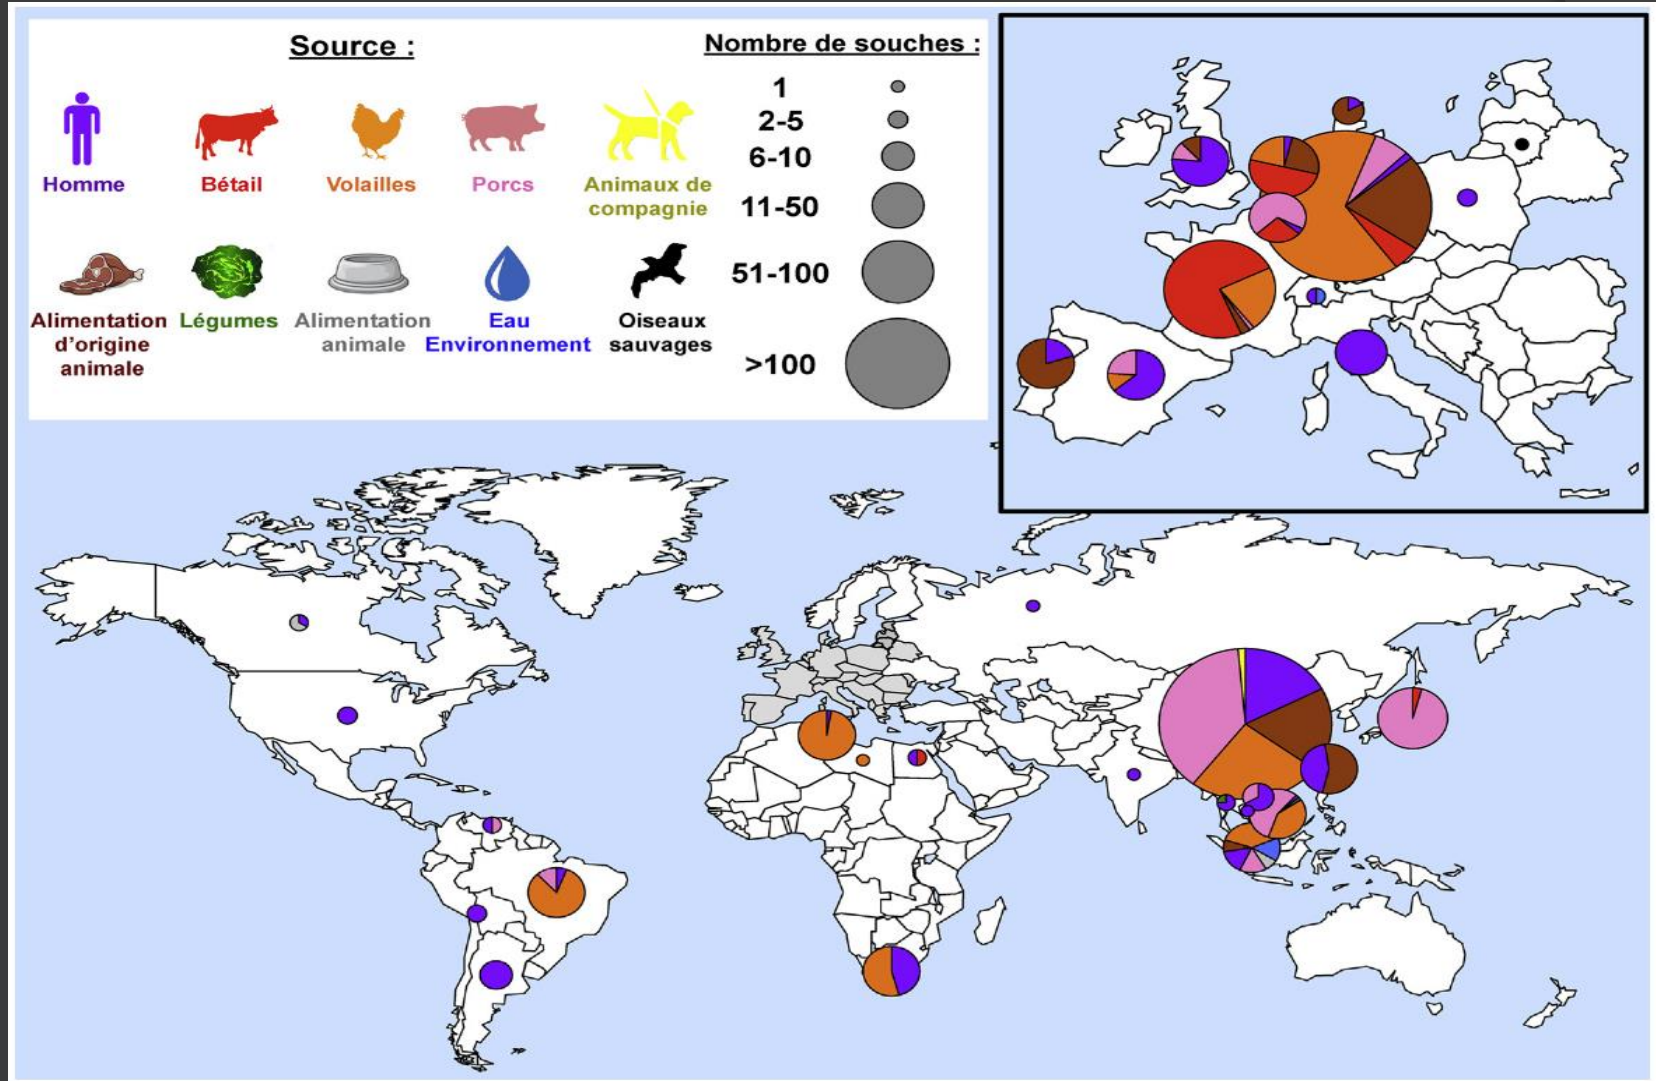 Source :
Nombre de souches :
Homme
Bétail
Volailles
Porcs
Animaux de
compagnie
Alimentation
d'origine
animale
Légumes
Alimentation
animale
Eau
Environnement
Oiseaux
sauvages
1
2-5
6-10
11-50
51-100
>100